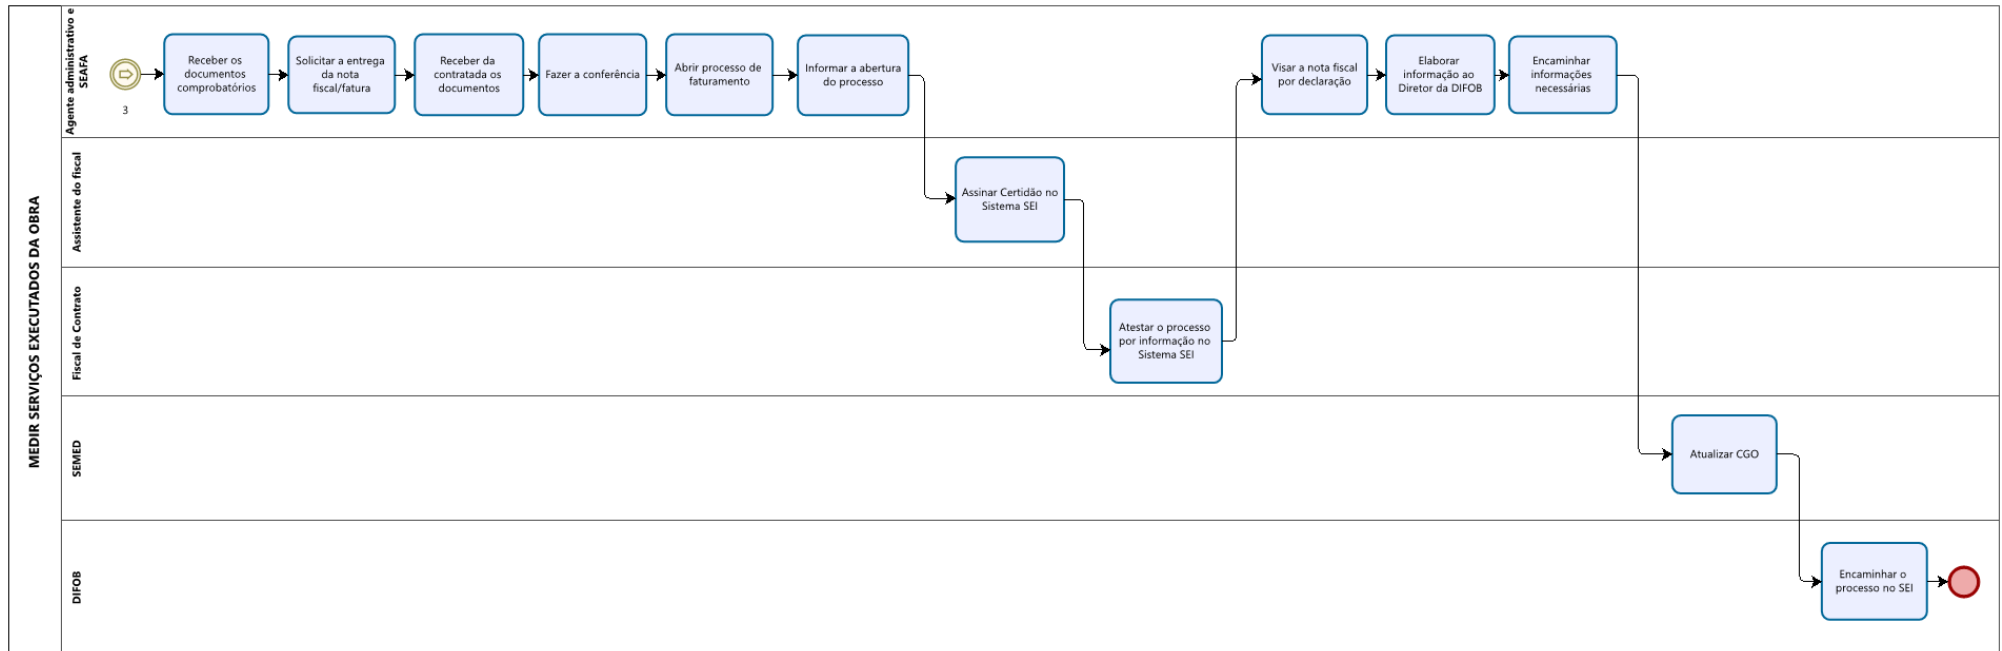 MEDIR SERVIÇOS EXECUTADOS DA OBRA
Agente administrativo e
SEAFA
3
Receber os
documentos
comprobatórios
Solicitar a entrega
da nota
fiscal/fatura
Receber da
contratada os
documentos
Fazer a conferência
Abrir processo de
faturamento
Informar a abertura
do processo
Visar a nota fiscal
por declaração
Elaborar
informação ao
Diretor da DIFOB
Encaminhar
informações
necessárias
Assistente do fiscal
Assinar Certidão no
Sistema SEI
Fiscal de Contrato
Atestar o processo
por informação no
Sistema SEI
SEMED
Atualizar CGO
DIFOB
Encaminhar o
processo no SEI